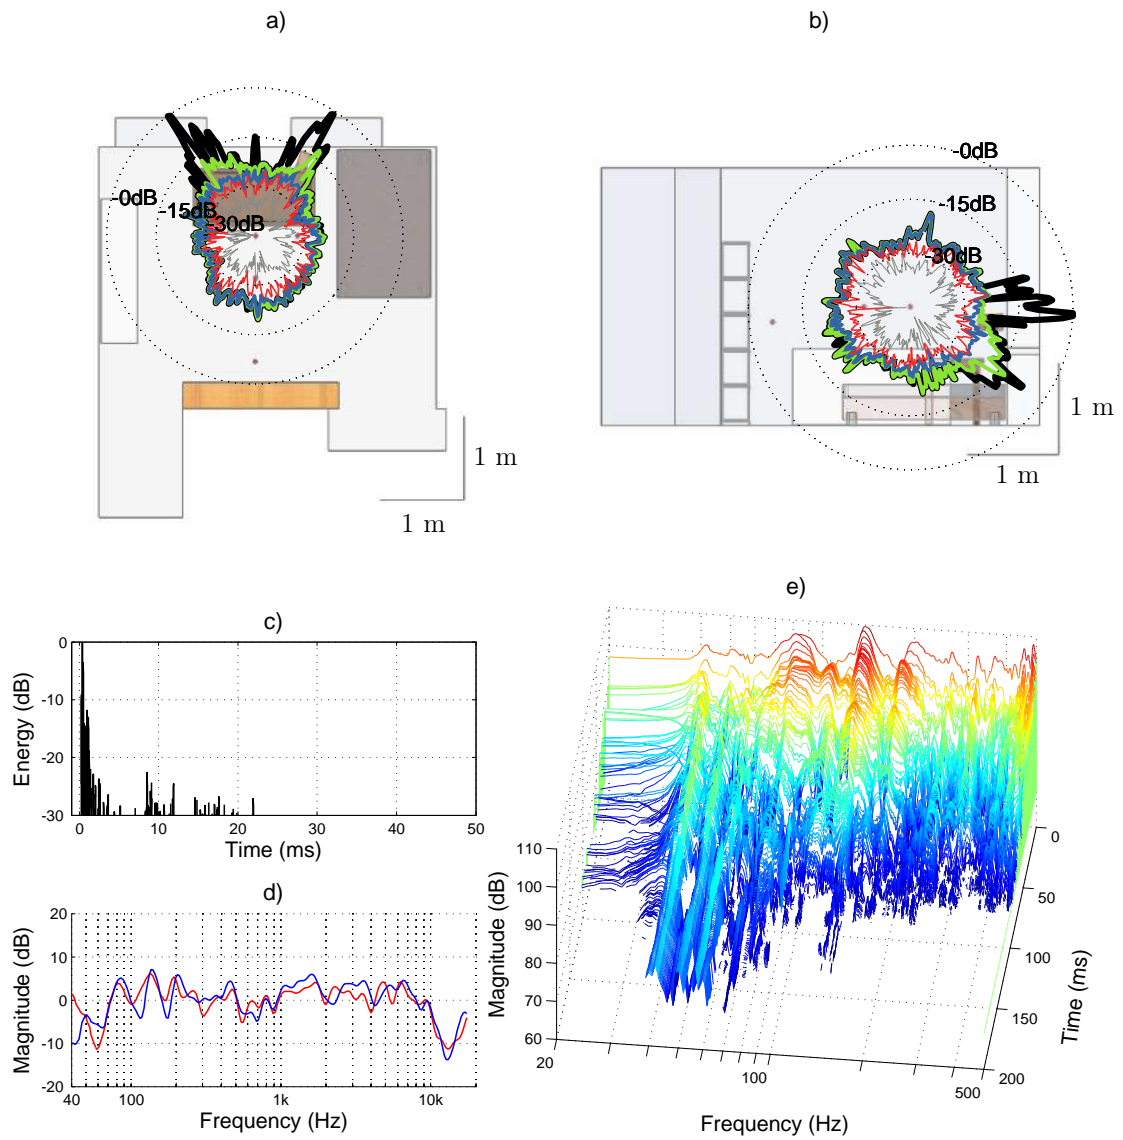 a)
b)
-0dB
-15dB
-30dB
1 m
1 m
-0dB
-15dB
-30dB
1 m
1 m
c)
0
-10
-20
-30
Energy (dB)
0 10 20 30 40 50
Time (ms)
d)
20
10
0
-10
-20
Magnitude (dB)
40 100 1k 10k
Frequency (Hz)
e)
110
100
90
80
70
60
Magnitude (dB)
20 100 500
Frequency (Hz)
0
50
100
150
200
Time (ms)